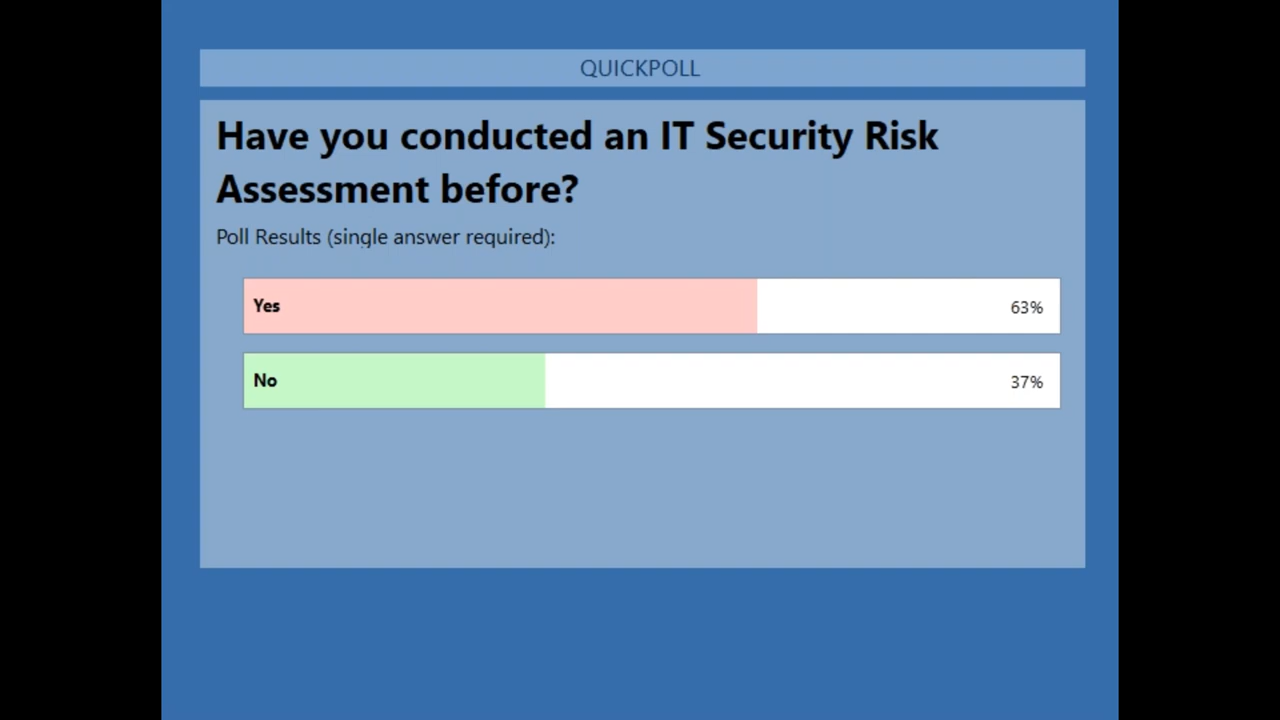 QUICKPOLL
Have you conducted an IT Security Risk
Assessment before?
Poll Results (single answer required):
Yes 63%
No 37%